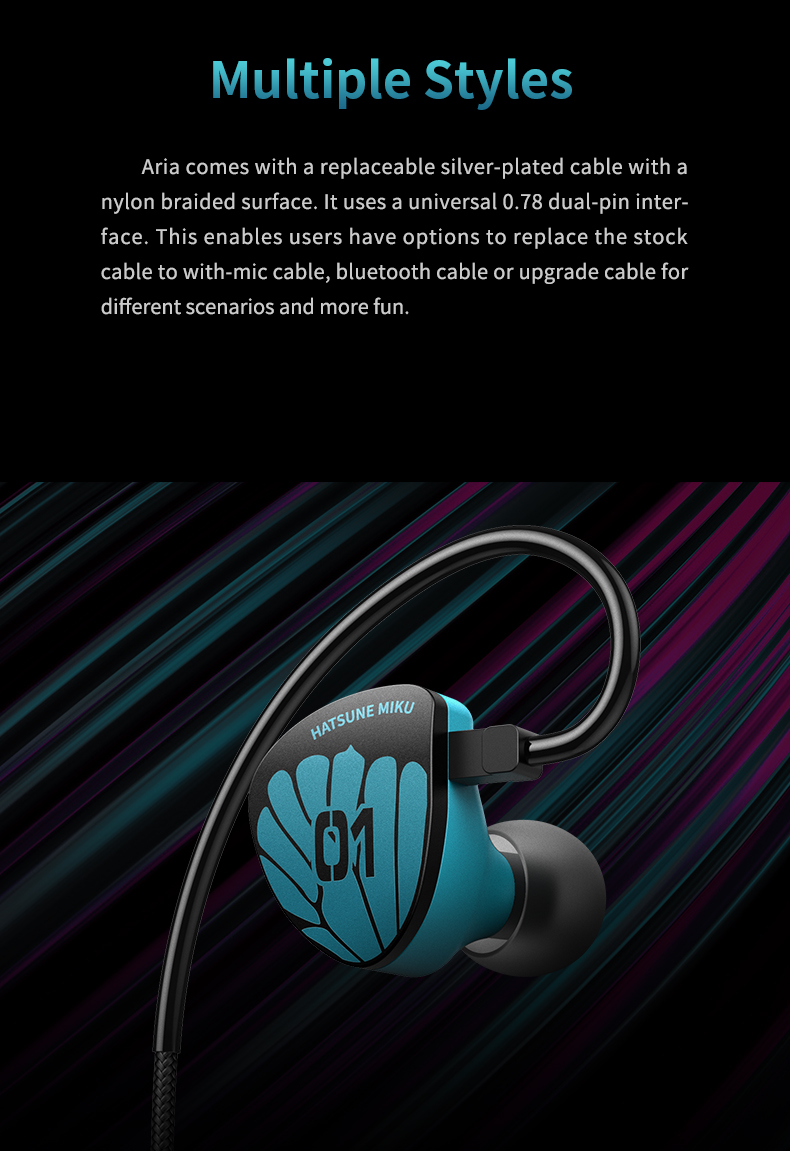 Multiple Styles
Aria comes with a replaceable silver-plated cable with a
nylon braided surface. It uses a universal 0.78 dual-pin inter-
face. This enables users have options to replace the stock
cable to with-mic cable, bluetooth cable or upgrade cable for
different scenarios and more fun.
HATSUNE MIKU
01